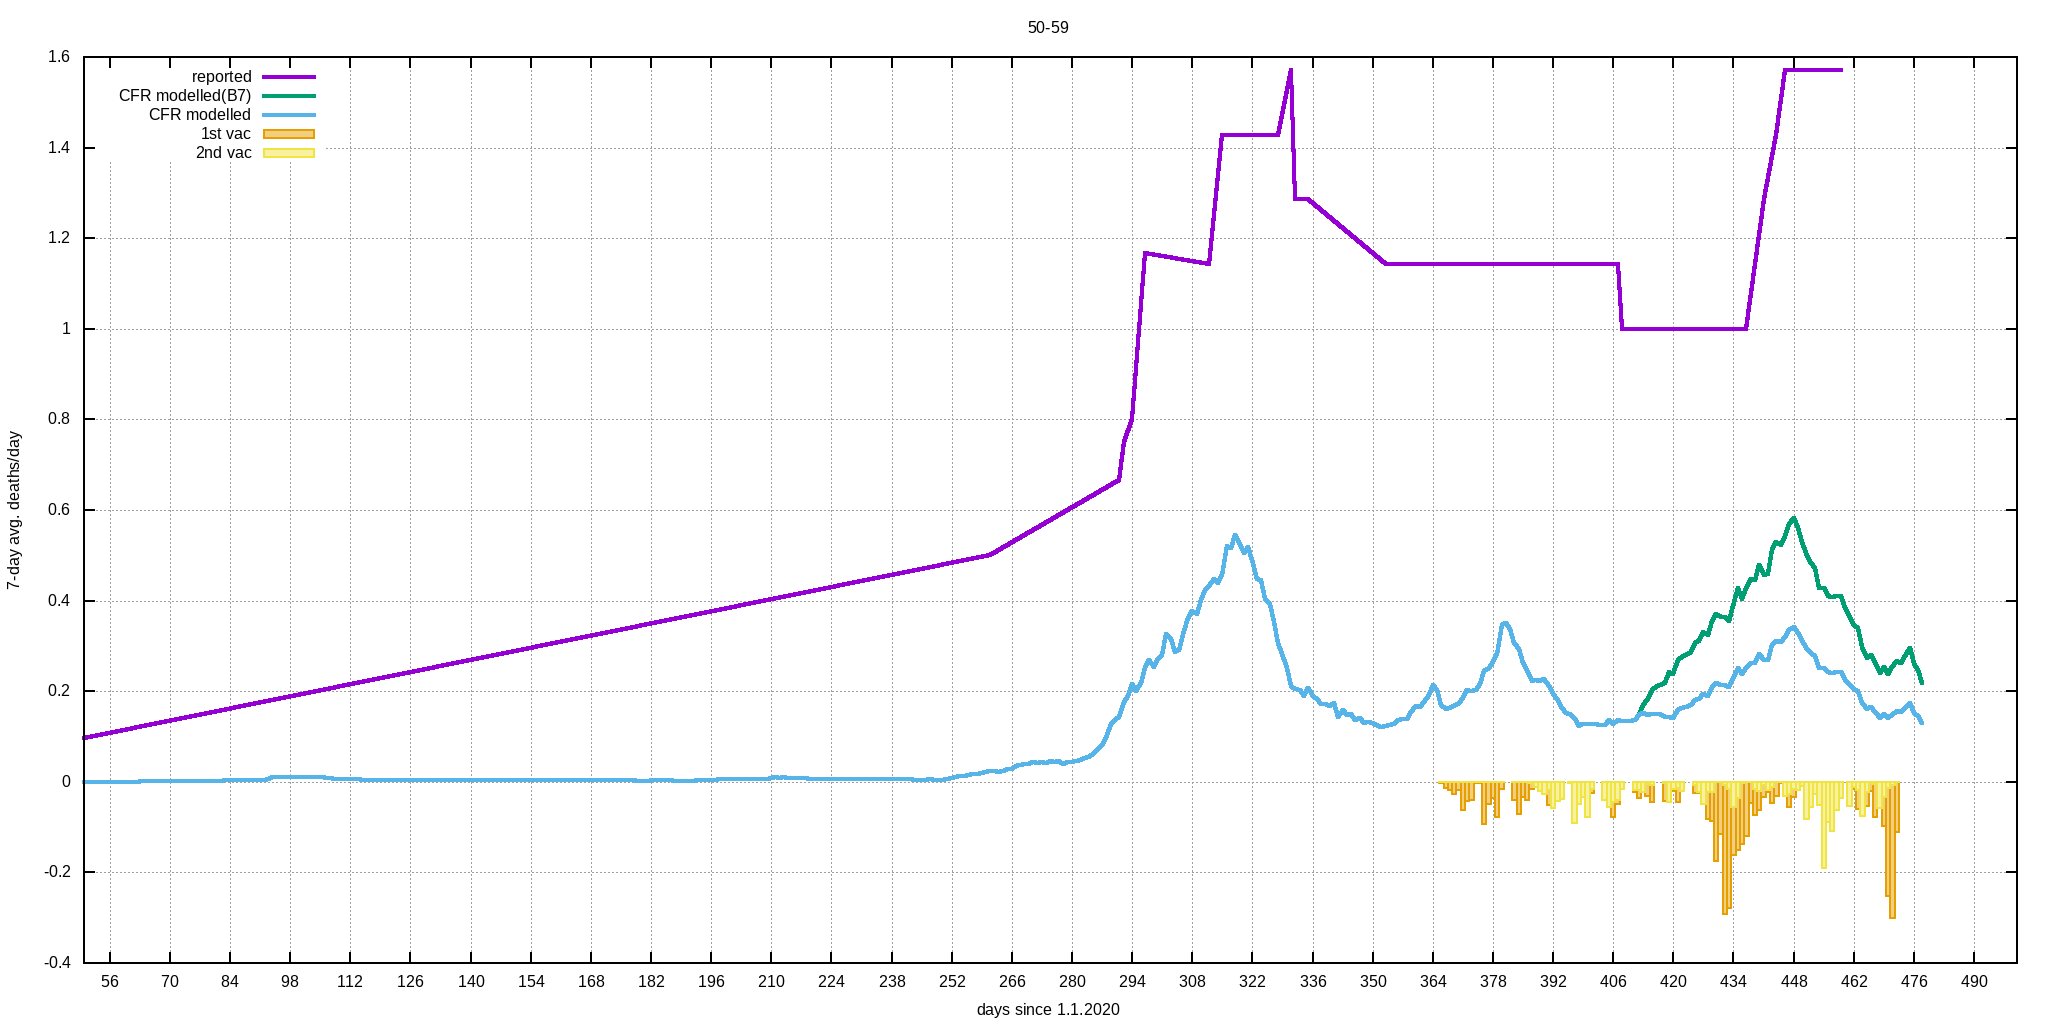 50-59
1.6
1.4
1.2
1
0.8
0.6
0.4
0.2
0
-0.2
-0.4
7-day avg. deaths/day
reported
CFR modelled(B7)
CFR modelled
1st vac
2nd vac
56 70 84 98 112 126 140 154 168 182 196 210 224 238 252 266 280 294 308 322 336 350 364 378 392 406 420 434 448 462 476 490
days since 1.1.2020